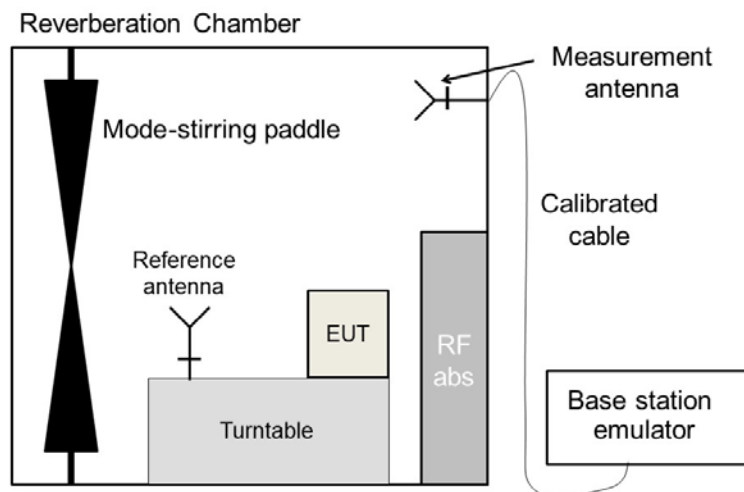 Reverberation Chamber
Measurement
antenna
Mode-stirring paddle
Calibrated
cable
Reference
antenna
EUT
RF
abs
Turntable
Base station
emulator